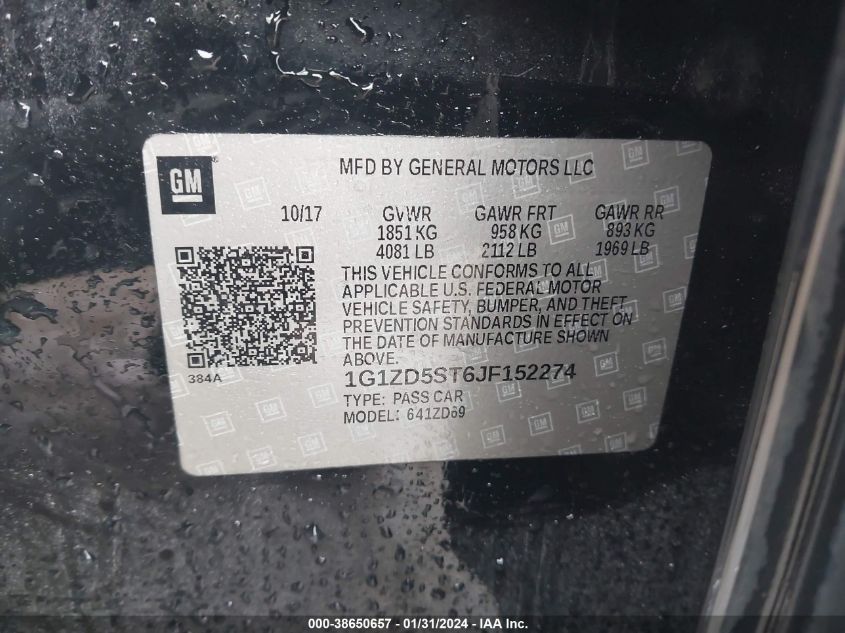 GM
MFD BY GENERAL MOTORS LLC
10/17 GVWR GAWR FRT GAWR RR
1851 KG 958 KG 893 KG
4081 LB 2112 LB 1969 LB
THIS VEHICLE CONFORMS TO ALL
APPLICABLE U.S. FEDERAL MOTOR
VEHICLE SAFETY, BUMPER, AND THEFT
PREVENTION STANDARDS IN EFFECT ON
THE DATE OF MANUFACTURE SHOWN
ABOVE.
384A
1G1ZD5ST6JF152274
TYPE: PASS CAR
MODEL: 641ZD69
000-38650657 - 01/31/2024 - IAAI, Inc.